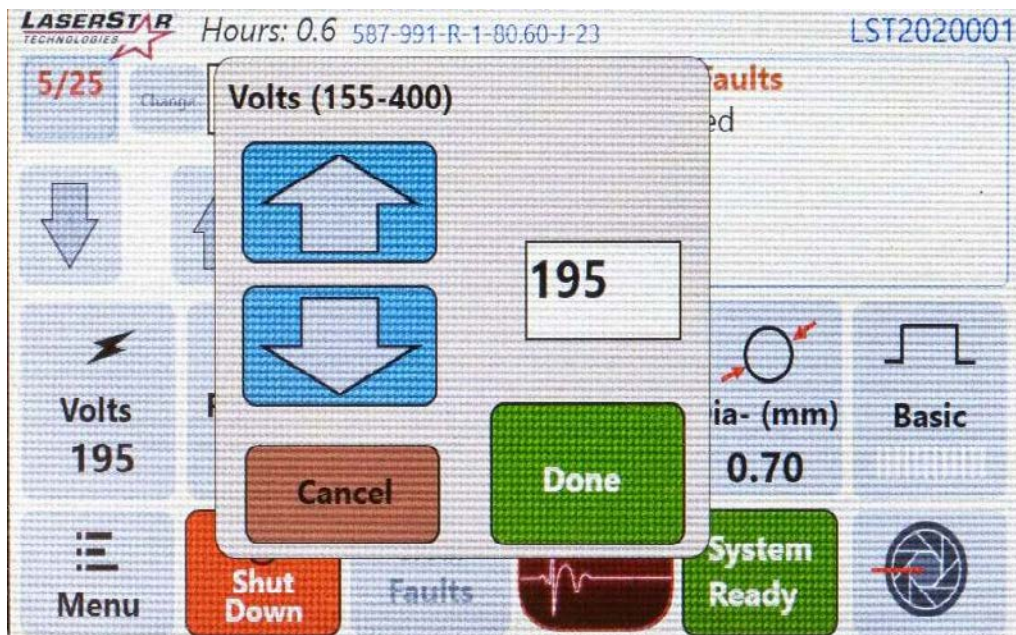 LASERSTAR
TECHNOLOGIES
Hours: 0.6
587-991-R-1-80.60-J-23
LST2020001
5/25
Change
Volts (155-400)
aults
ed
195
Volts
195
ia- (mm)
0.70
Basic
Cancel
Done
Menu
Shut
Down
Faults
System
Ready